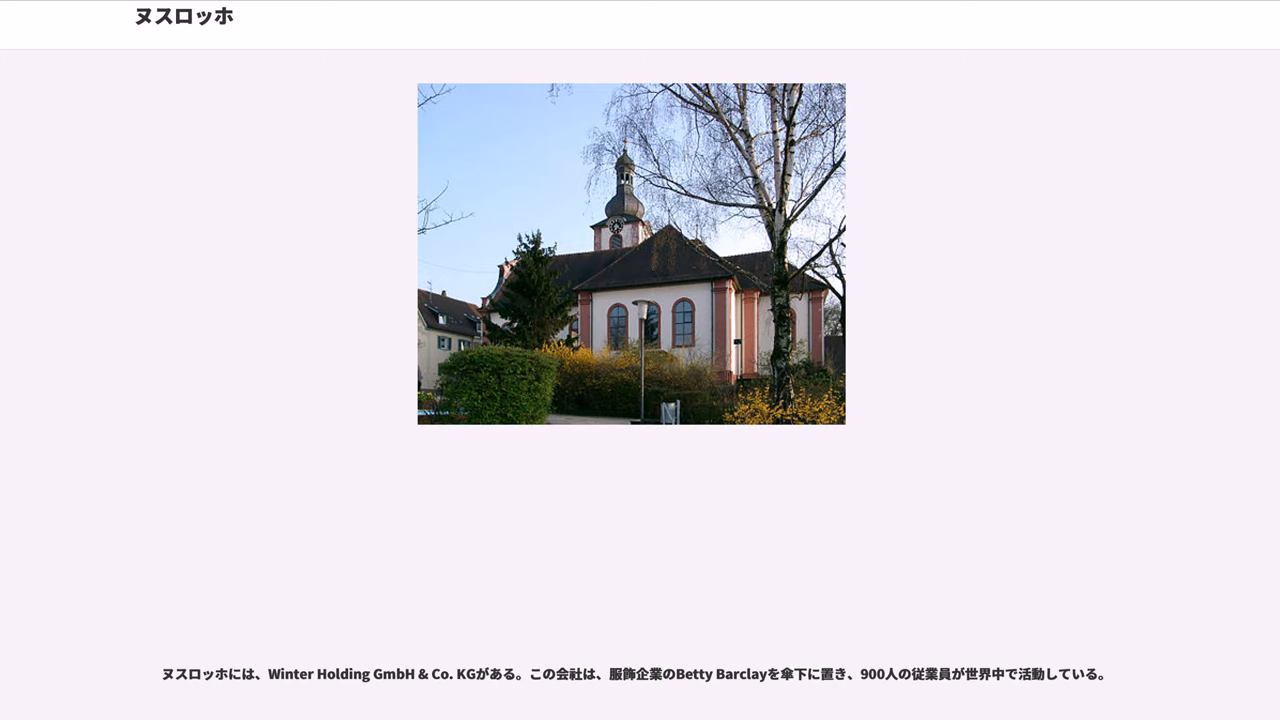 ヌスロッホ
ヌスロッホには、Winter Holding GmbH & Co. KGがある。この会社は、服飾企業のBetty Barclayを傘下に置き、900人の従業員が世界中で活動している。